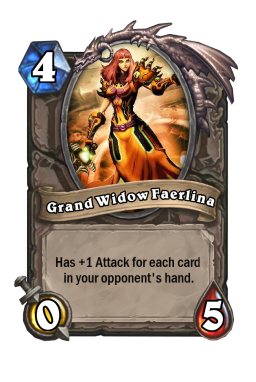 4
Grand Widow Faerlina
Has +1 Attack for each card
in your opponent's hand.
0
5